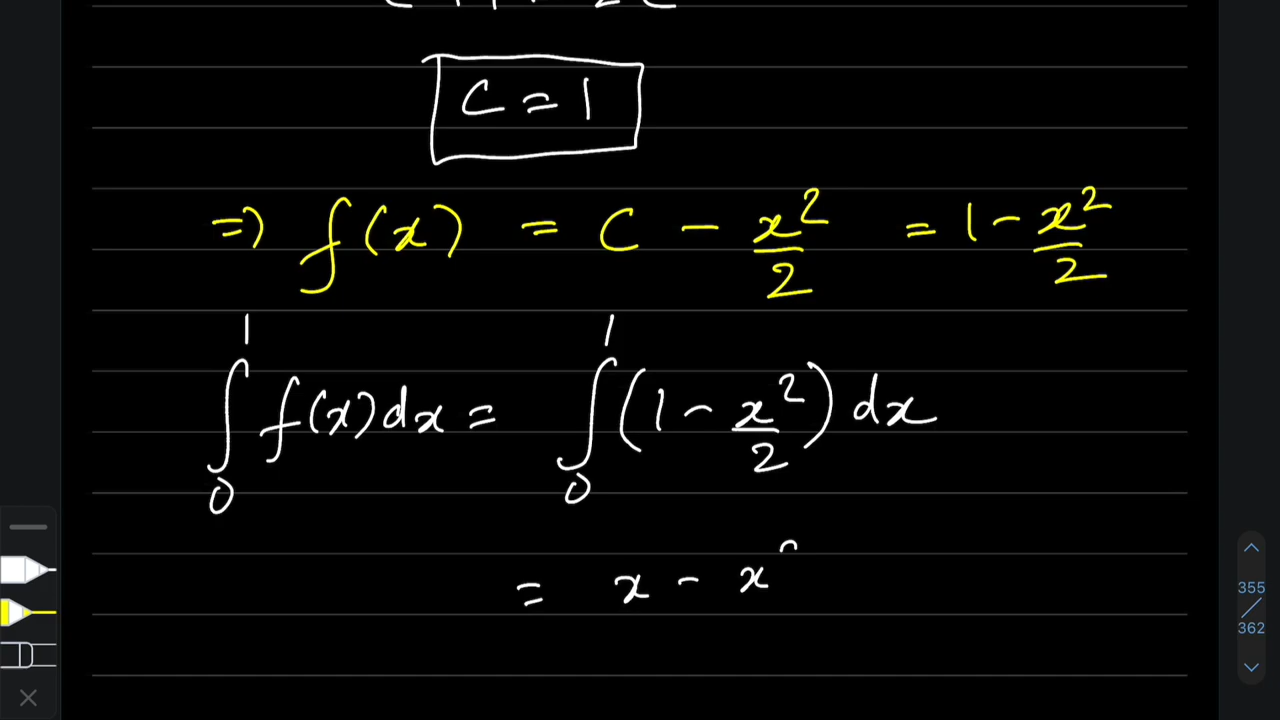 C = 1
⇒ f(x) = C - x²/2 = 1 - x²/2
∫₀¹ f(x)dx = ∫₀¹ (1 - x²/2) dx
= x - x
355
/
362